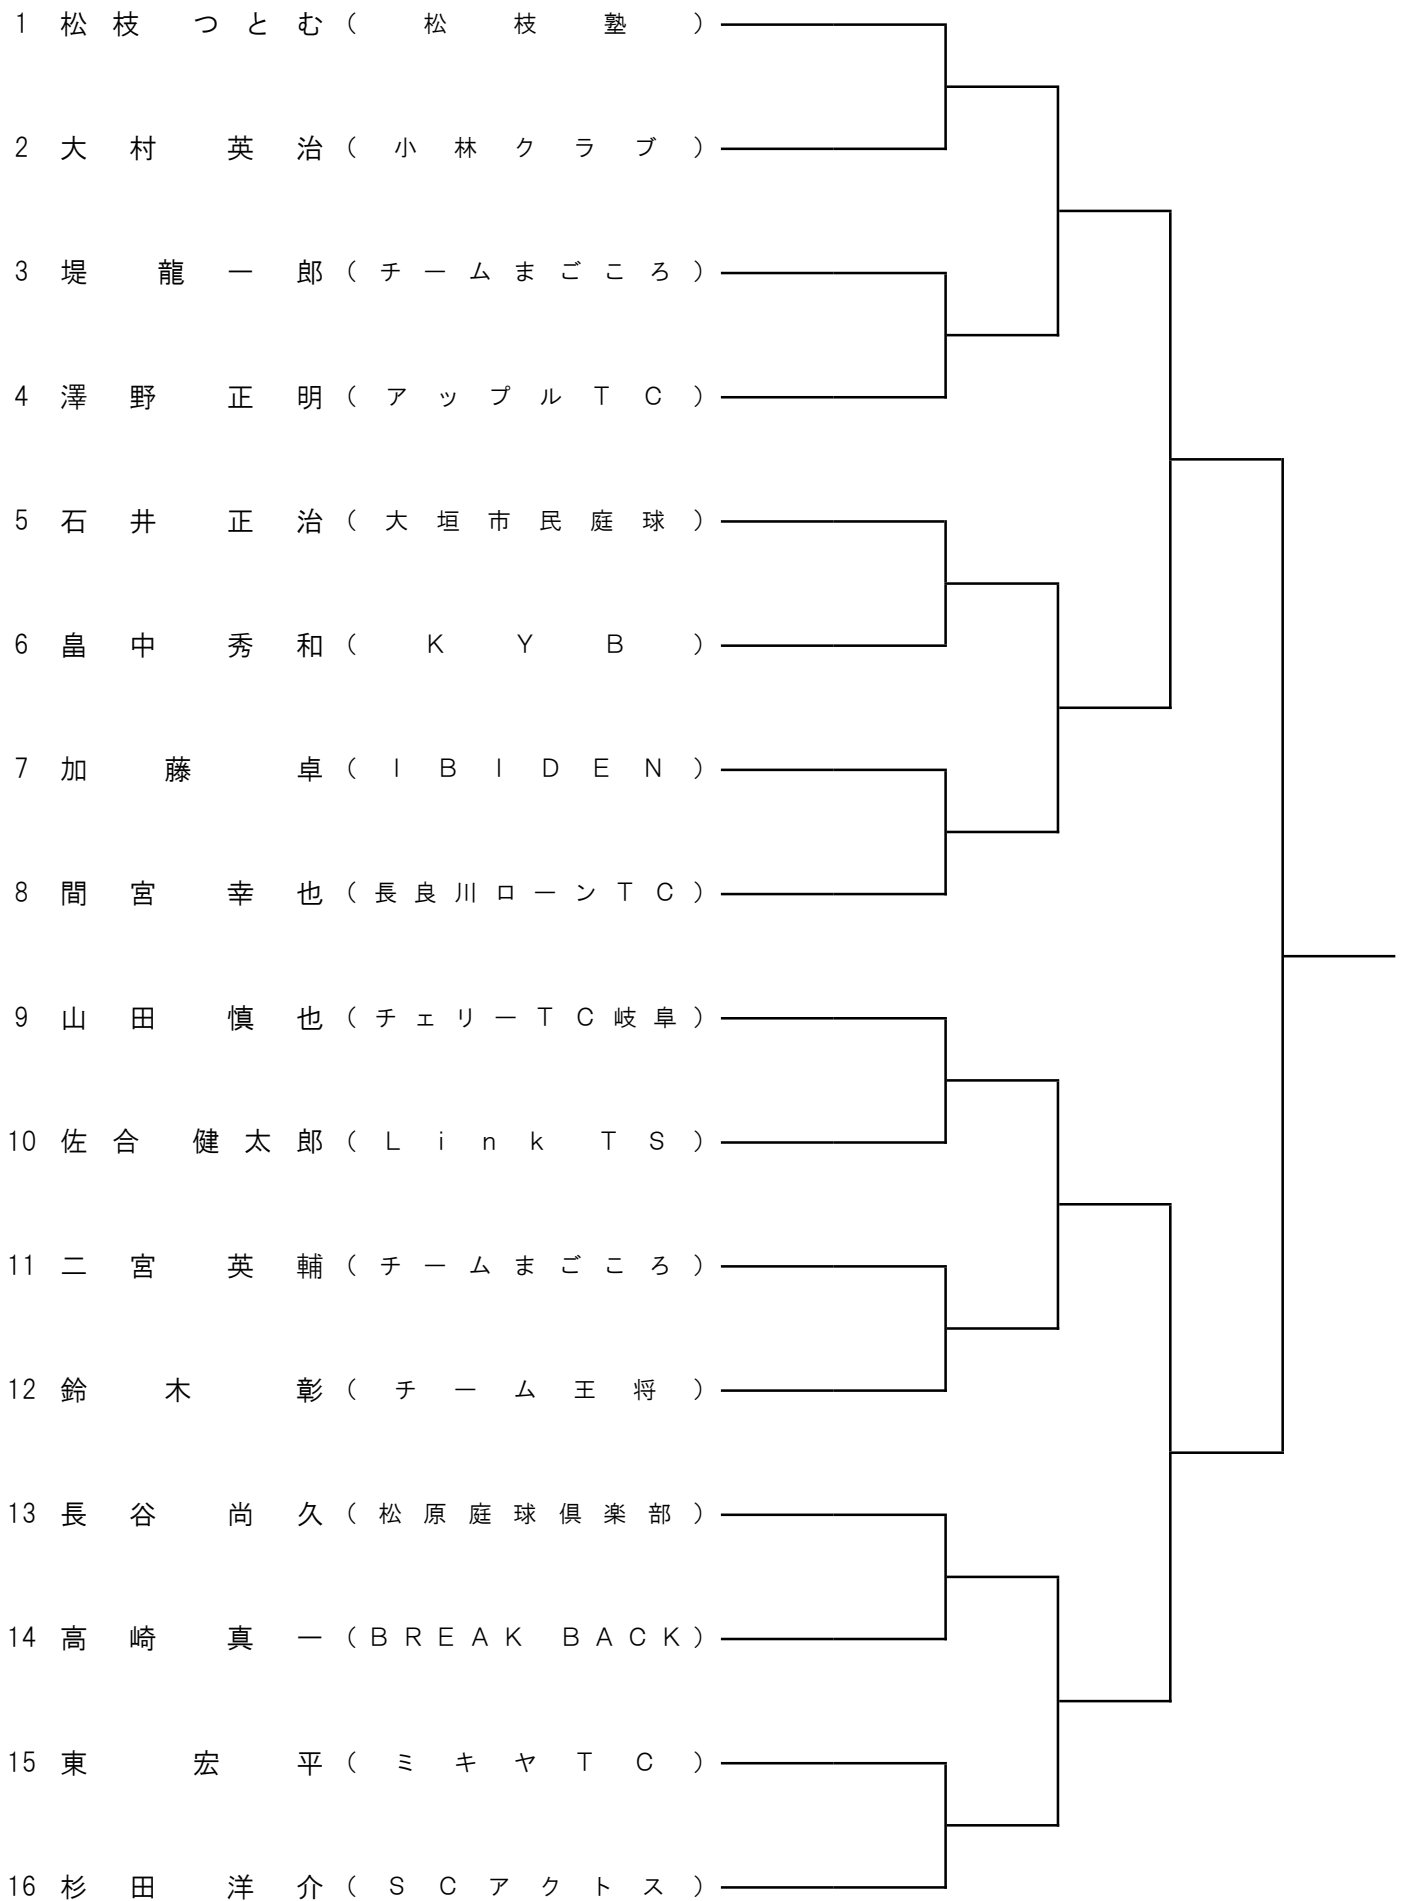 1 松枝 つとむ (松枝塾)
2 大村 英治 (小林クラブ)
3 堤 龍一郎 (チームまごころ)
4 澤野 正明 (アップルTC)
5 石井 正治 (大垣市民庭球)
6 畠中 秀和 (KYB)
7 加藤 卓 (IBIDEN)
8 間宮 幸也 (長良川ローンTC)
9 山田 慎也 (チェリーTC岐阜)
10 佐合 健太郎 (Link TS)
11 二宮 英輔 (チームまごころ)
12 鈴木 彰 (チーム王将)
13 長谷 尚久 (松原庭球倶楽部)
14 高崎 真一 (BREAK BACK)
15 東 宏平 (ミキヤTC)
16 杉田 洋介 (SCアクトス)